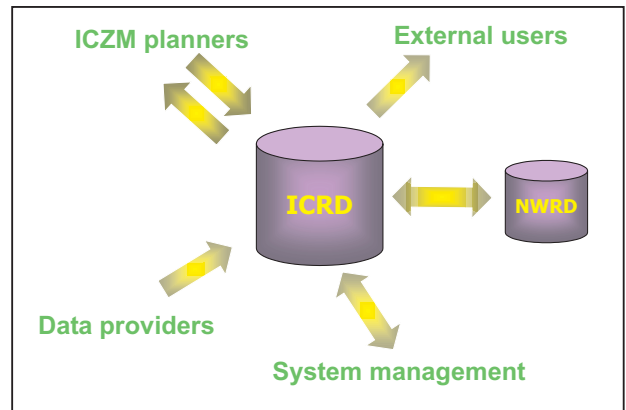 ICZM planners
External users
ICRD
NWRD
Data providers
System management